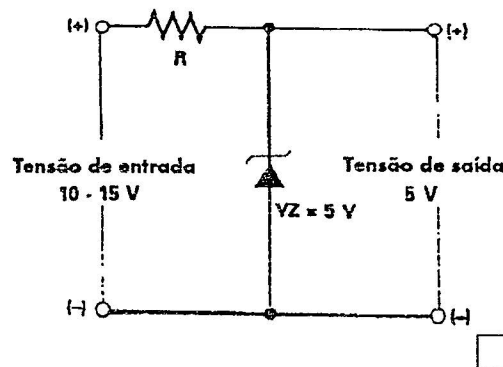 (+) (+)
R
Tensão de entrada
10 - 15 V
VZ = 5 V
Tensão de saída
5 V
(-) (-)